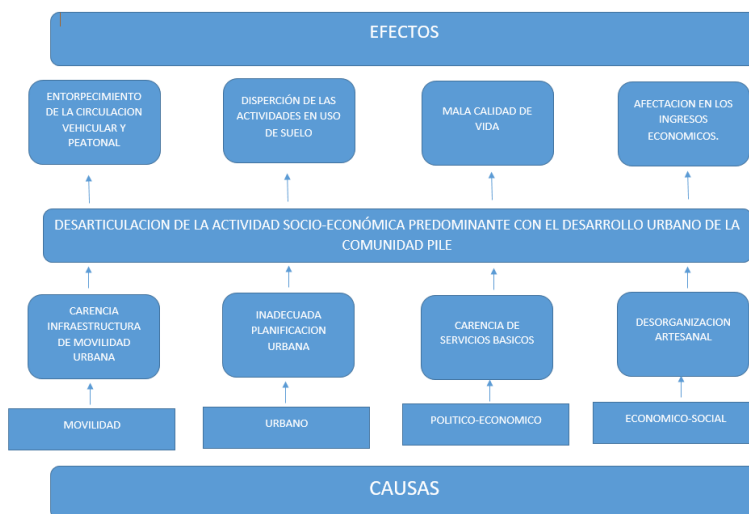 EFECTOS
ENTORPECIMIENTO
DE LA CIRCULACION
VEHICULAR Y
PEATONAL
DISPERCIÓN DE LAS
ACTIVIDADES EN USO
DE SUELO
MALA CALIDAD DE
VIDA
AFECTACION EN LOS
INGRESOS
ECONOMICOS.
DESARTICULACION DE LA ACTIVIDAD SOCIO-ECONÓMICA PREDOMINANTE CON EL DESARROLLO URBANO DE LA
COMUNIDAD PILE
CARENCIA
INFRAESTRUCTURA
DE MOVILIDAD
URBANA
INADECUADA
PLANIFICACION
URBANA
CARENCIA DE
SERVICIOS BASICOS
DESORGANIZACION
ARTESANAL
MOVILIDAD
URBANO
POLITICO-ECONOMICO
ECONOMICO-SOCIAL
CAUSAS